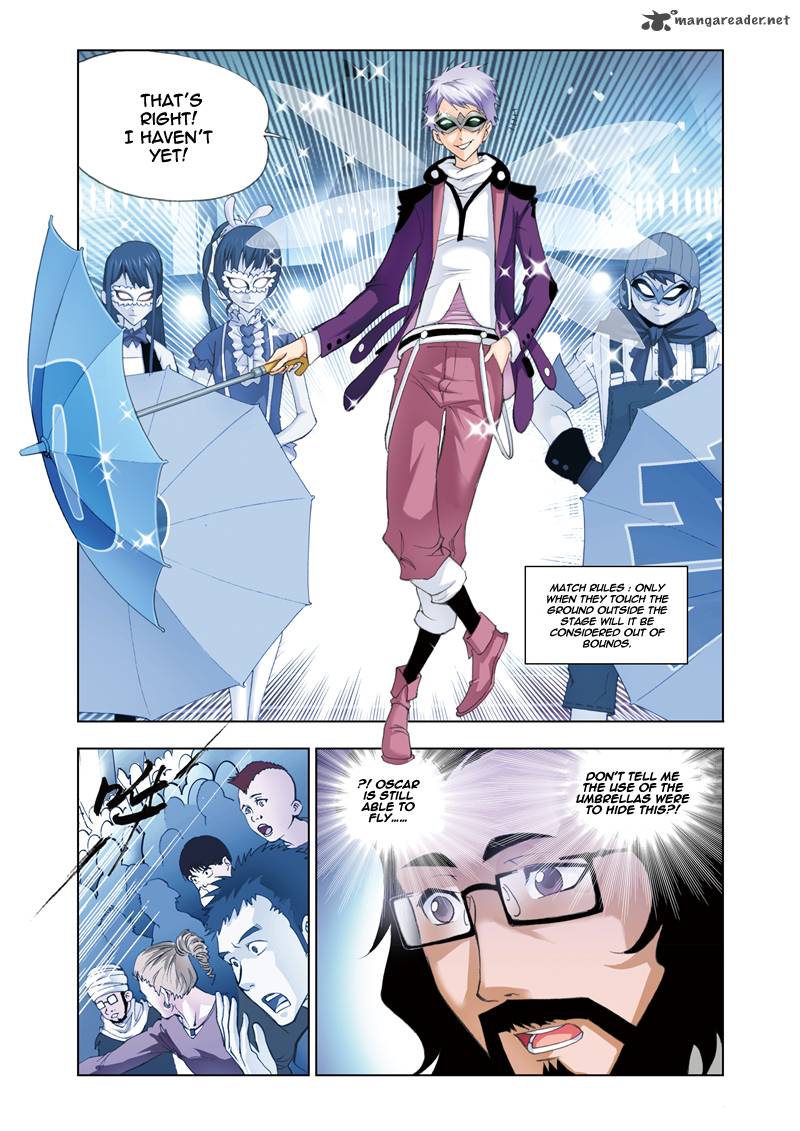 mangareader.net
THAT'S
RIGHT!
I HAVEN'T
YET!
MATCH RULES : ONLY
WHEN THEY TOUCH THE
GROUND OUTSIDE THE
STAGE WILL IT BE
CONSIDERED OUT OF
BOUNDS.
?! OSCAR
IS STILL
ABLE TO
FLY......
DON'T TELL ME
THE USE OF THE
UMBRELLAS WERE
TO HIDE THIS?!